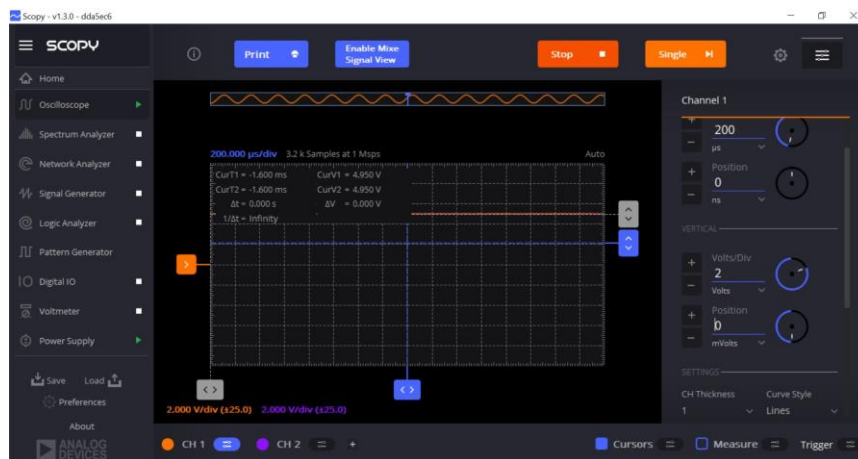 Scopy - v1.3.0 - dda5ec6
SCOPY
Print
Enable Mixe
Signal View
Stop
Single
Home
Oscilloscope
Spectrum Analyzer
Network Analyzer
Signal Generator
Logic Analyzer
Pattern Generator
Digital IO
Voltmeter
Power Supply
Save Load
Preferences
About
ANALOG
DEVICES
200.000 µs/div 3.2 k Samples at 1 Msps Auto
CurT1 = -1.600 ms CurV1 = 4.950 V
CurT2 = -1.600 ms CurV2 = 4.950 V
Δt = 0.000 s ΔV = 0.000 V
1/Δt = Infinity
2.000 V/div (±25.0) 2.000 V/div (±25.0)
CH 1 CH 2 + Cursors Measure Trigger
Channel 1
200
µs
Position
0
ns
VERTICAL
Volts/Div
2
Volts
Position
0
mVolts
SETTINGS
CH Thickness Curve Style
1 Lines